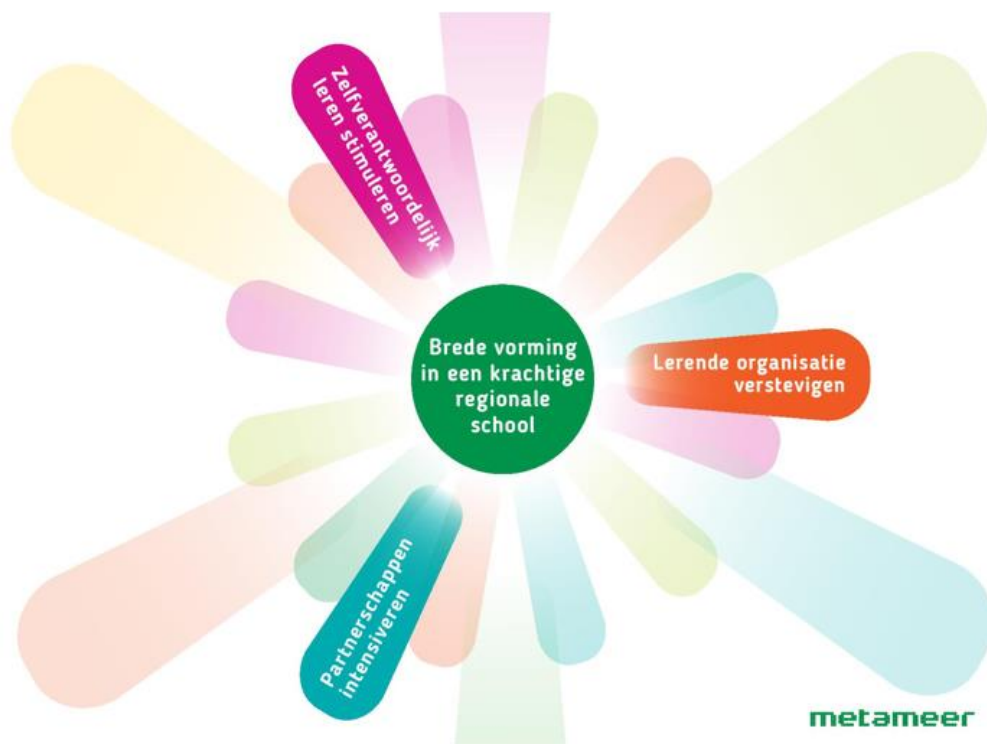 Zelfverantwoordelijk
leren stimuleren
Brede vorming
in een krachtige
regionale
school
Lerende organisatie
verstevigen
Partnerschappen
intensiveren
metameer